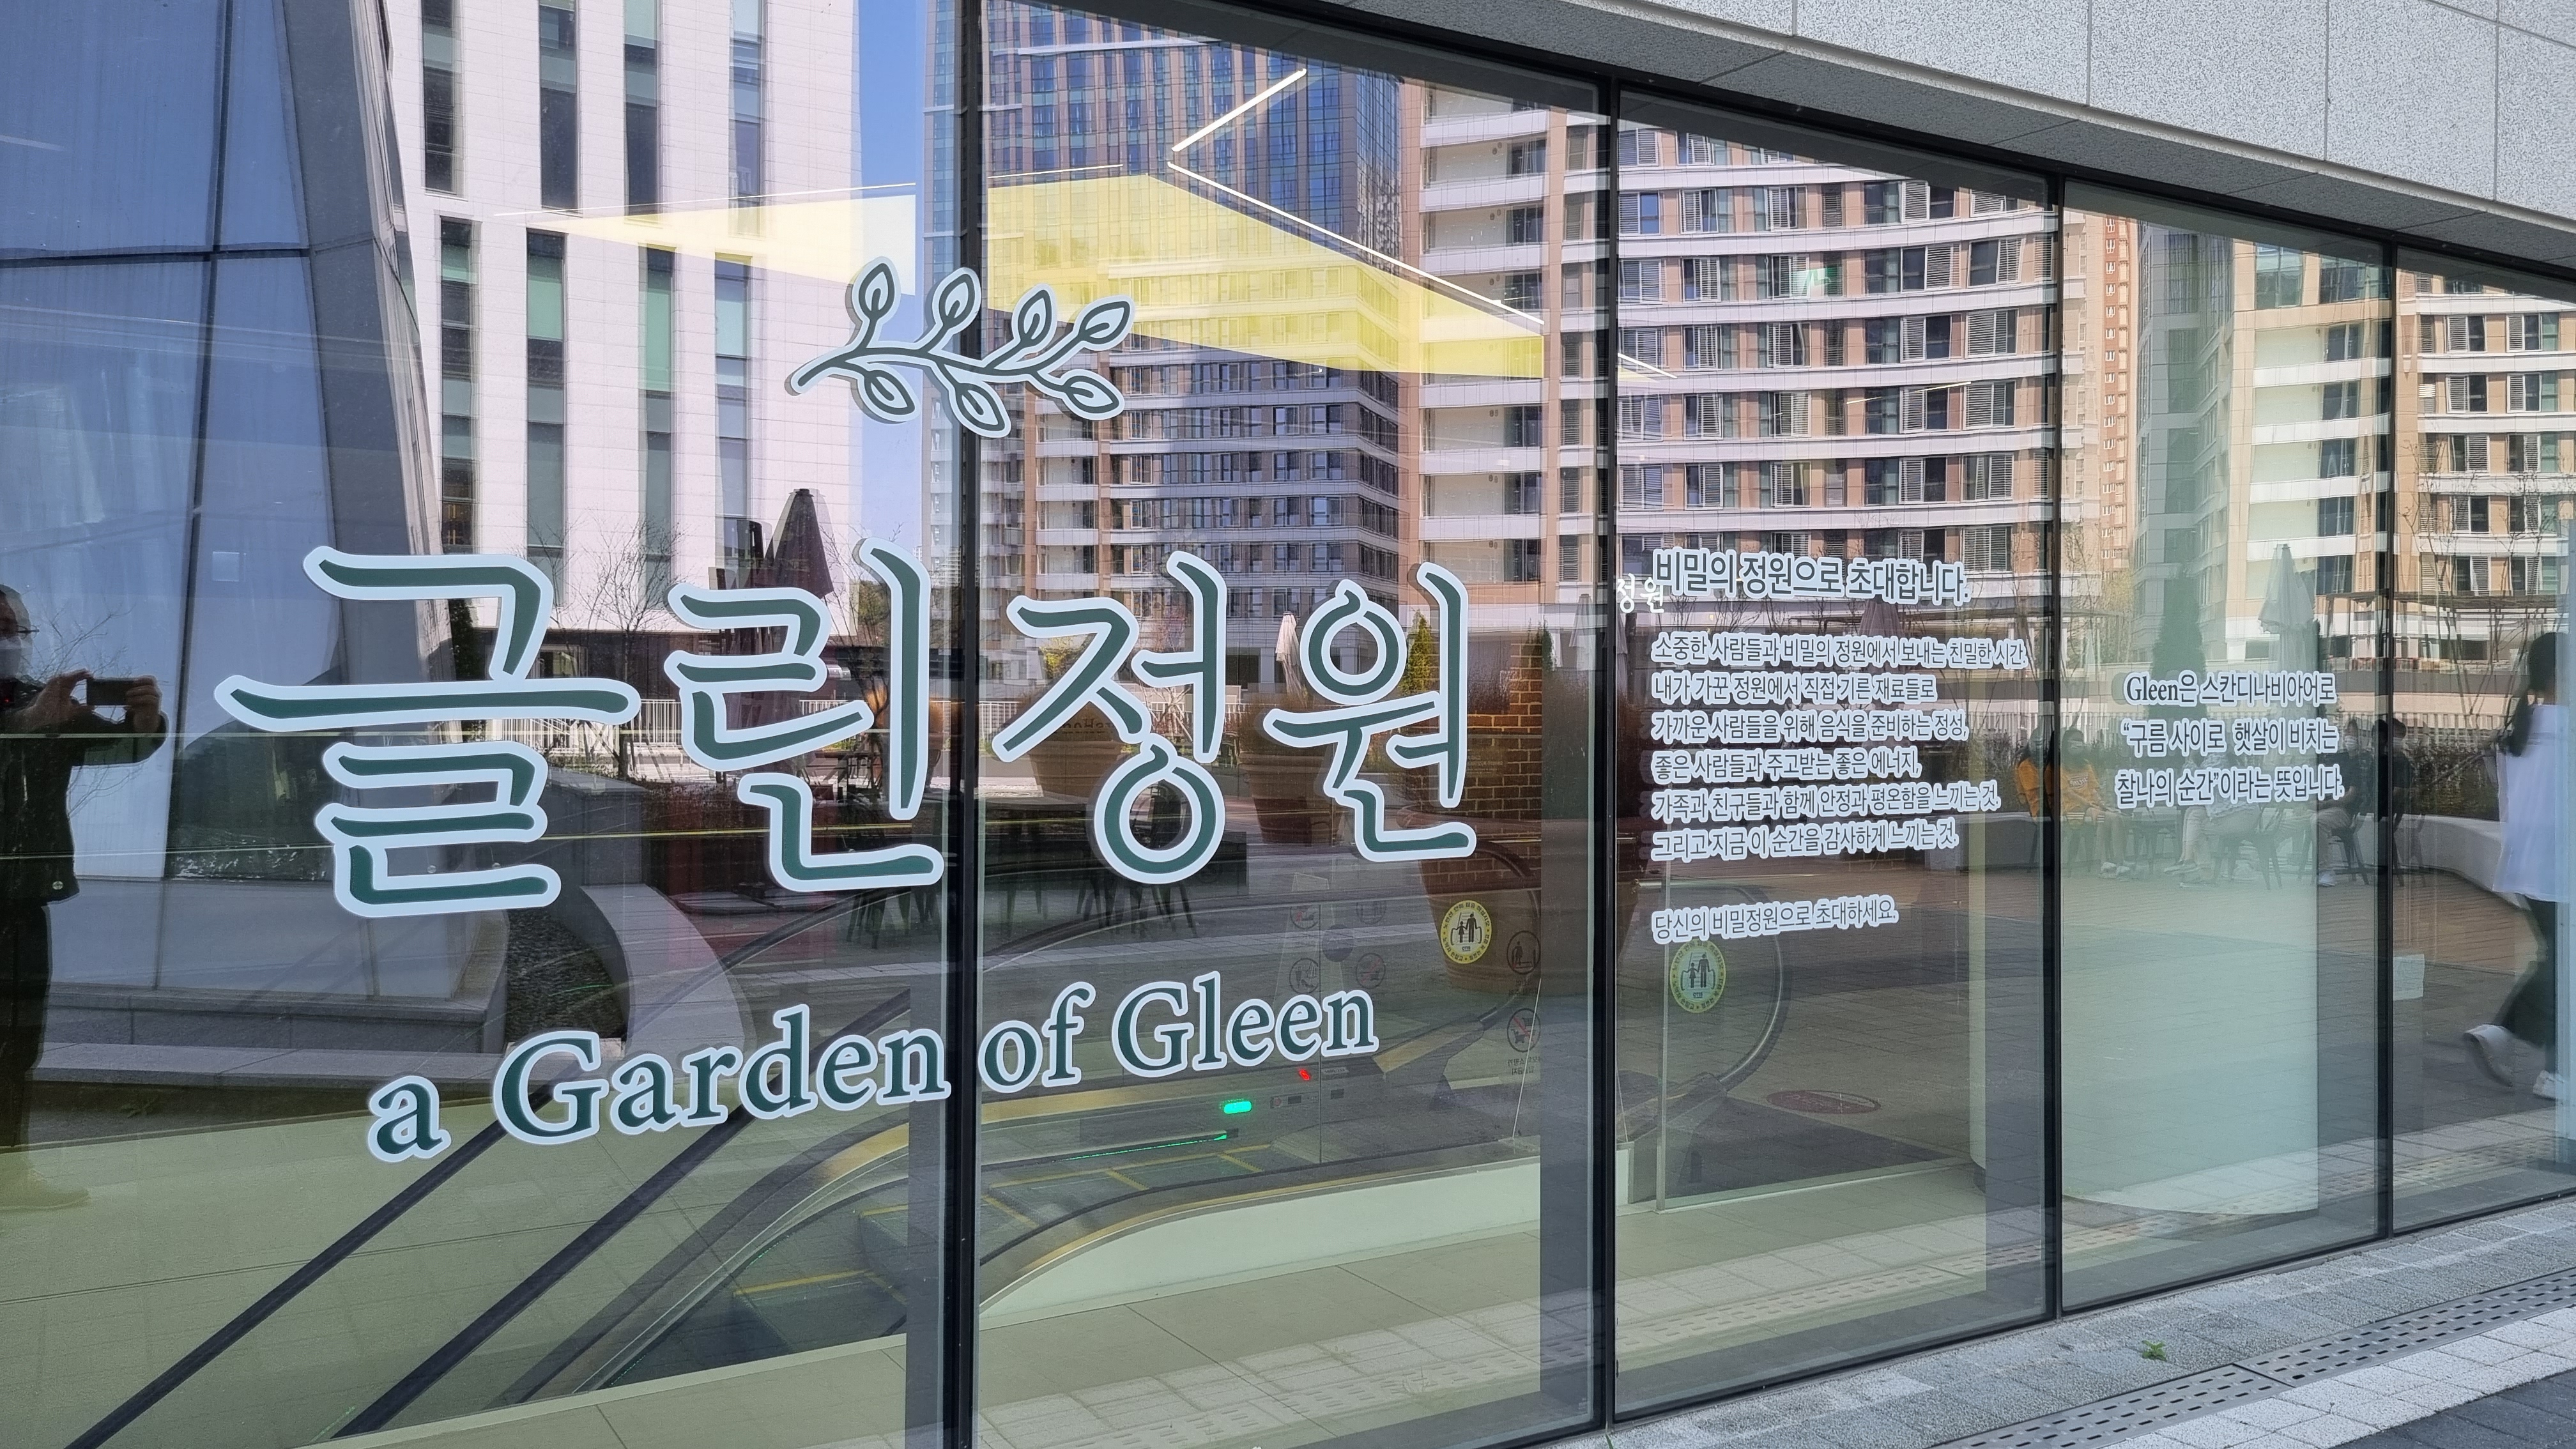 글린정원
a Garden of Gleen
정원
비밀의 정원으로 초대합니다.
소중한 사람들과 비밀의 정원에서 보내는 친밀한 시간.
내가 가꾼 정원에서 직접 기른 재료들로
가까운 사람들을 위해 음식을 준비하는 정성,
좋은 사람들과 주고받는 좋은 에너지,
가족과 친구들과 함께 안정과 평온함을 느끼는 것.
그리고 지금 이 순간을 감사하게 느끼는 것.
당신의 비밀정원으로 초대하세요.
Gleen은 스칸디나비아어로
“구름 사이로 햇살이 비치는
찰나의 순간”이라는 뜻입니다.